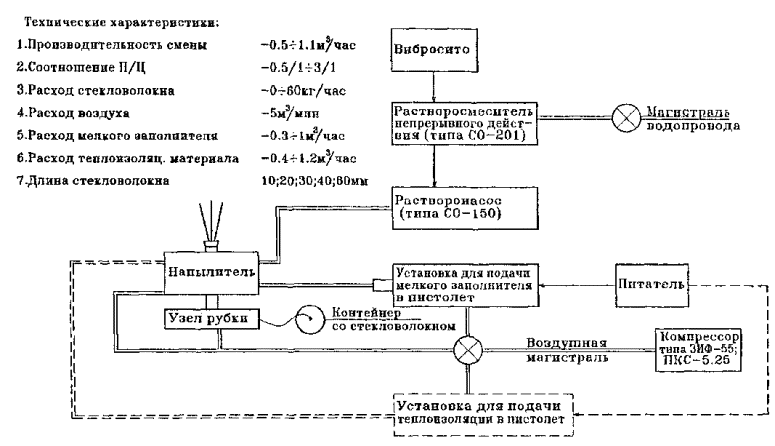 Технические характеристики:
1.Производительность смены −0.5÷1.1м³/час
2.Соотношение П/Ц −0.5/1÷3/1
3.Расход стекловолокна −0÷60кг/час
4.Расход воздуха −5м³/мин
5.Расход мелкого заполнителя −0.3÷1м³/час
6.Расход теплоизоляц. материала −0.4÷1.2м³/час
7.Длина стекловолокна 10;20;30;40;60мм
Вибросито
Растворосмеситель
непрерывного дейст-
вия (типа СО-201)
Магистраль
водопровода
Растворонасос
(типа СО-150)
Напылитель
Установка для подачи
мелкого заполнителя
в пистолет
Питатель
Узел рубки
Контейнер
со стекловолокном
Воздушная
магистраль
Компрессор
типа ЗИФ-55;
ПКС-5.25
Установка для подачи
теплоизоляции в пистолет